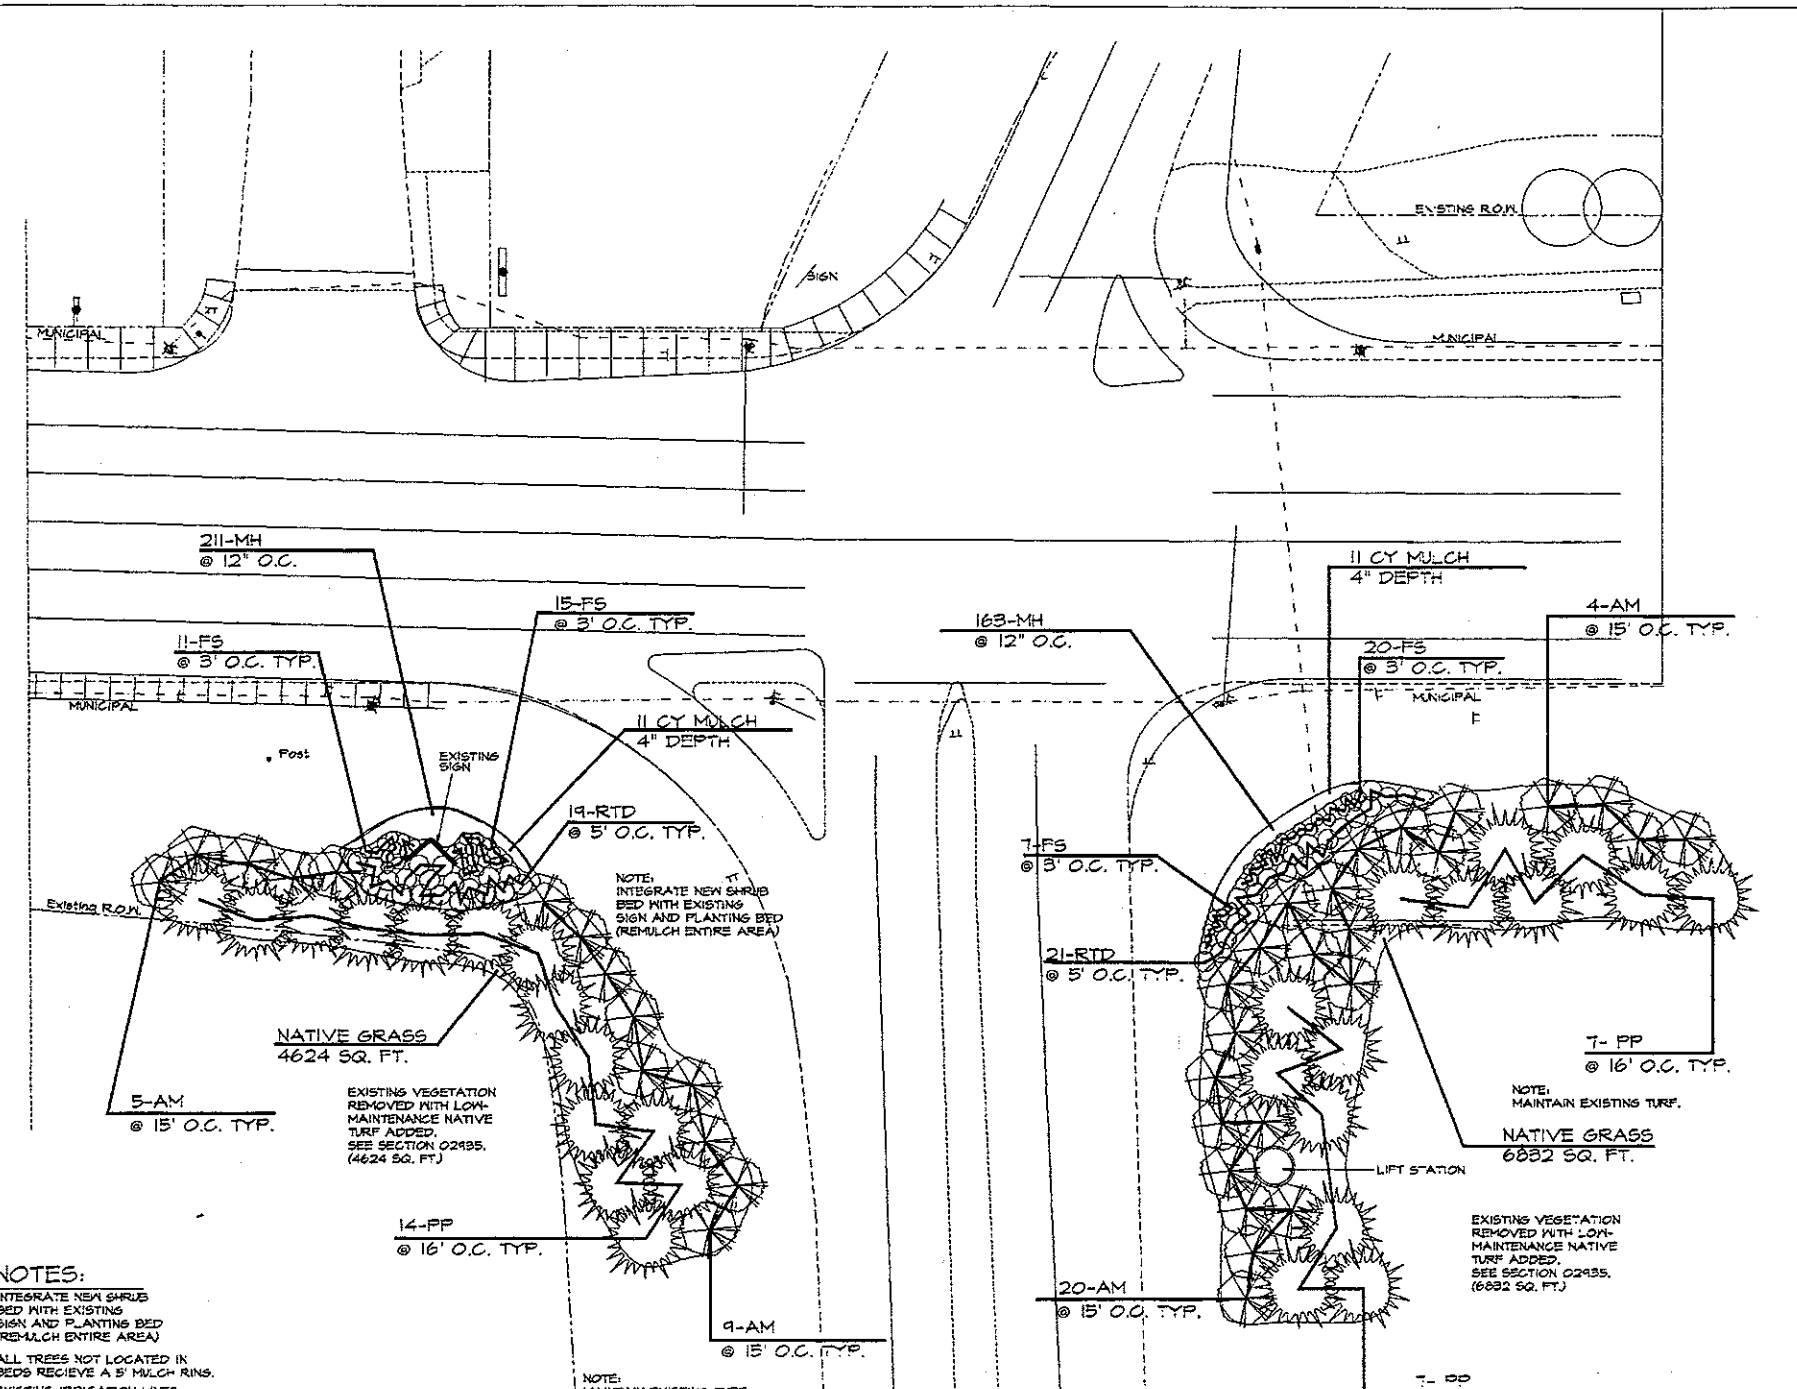 EXISTING R.O.W.
SIGN
MUNICIPAL
MUNICIPAL
211-MH
@ 12" O.C.
11 CY MULCH
4" DEPTH
15-FS
@ 3' O.C. TYP.
163-MH
@ 12" O.C.
4-AM
@ 15' O.C. TYP.
11-FS
@ 3' O.C. TYP.
20-FS
@ 3' O.C. TYP.
MUNICIPAL
MUNICIPAL
11 CY MULCH
4" DEPTH
Post
EXISTING
SIGN
19-RTD
@ 5' O.C. TYP.
7-FS
@ 3' O.C. TYP.
NOTE:
INTEGRATE NEW SHRUB
BED WITH EXISTING
SIGN AND PLANTING BED
(REMULCH ENTIRE AREA)
Existing R.O.W.
21-RTD
@ 5' O.C. TYP.
NATIVE GRASS
4624 SQ. FT.
7- PP
@ 16' O.C. TYP.
NOTE:
MAINTAIN EXISTING TURF.
5-AM
@ 15' O.C. TYP.
EXISTING VEGETATION
REMOVED WITH LOW-
MAINTENANCE NATIVE
TURF ADDED.
SEE SECTION 02935.
(4624 SQ. FT.)
NATIVE GRASS
6832 SQ. FT.
LIFT STATION
14-PP
@ 16' O.C. TYP.
EXISTING VEGETATION
REMOVED WITH LOW-
MAINTENANCE NATIVE
TURF ADDED.
SEE SECTION 02935.
(6832 SQ. FT.)
20-AM
@ 15' O.C. TYP.
9-AM
@ 15' O.C. TYP.
NOTES:
INTEGRATE NEW SHRUB
BED WITH EXISTING
SIGN AND PLANTING BED
(REMULCH ENTIRE AREA)
ALL TREES NOT LOCATED IN
BEDS RECIEVE A 5' MULCH RING.
NOTE:
7- PP